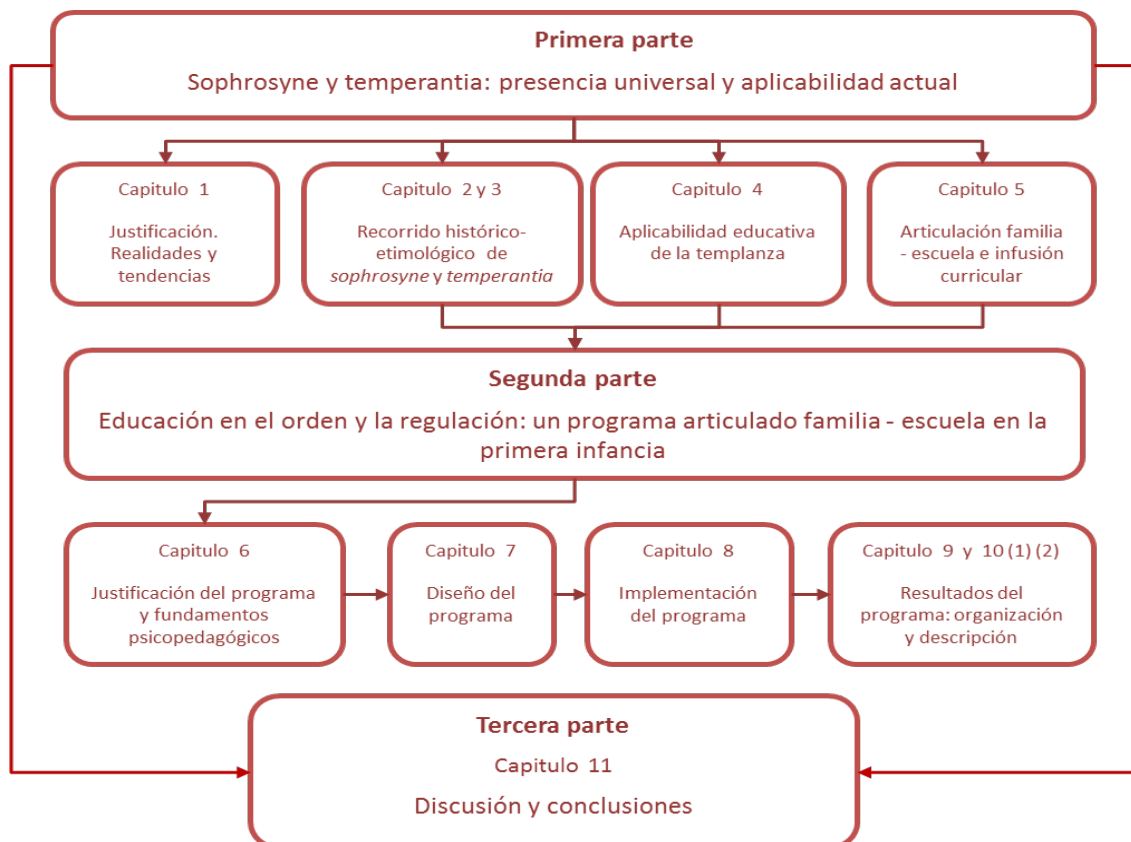 Primera parte
Sophrosyne y temperantia: presencia universal y aplicabilidad actual
Capitulo 1
Justificación.
Realidades y
tendencias
Capitulo 2 y 3
Recorrido histórico-
etimológico de
sophrosyne y temperantia
Capitulo 4
Aplicabilidad educativa
de la templanza
Capitulo 5
Articulación familia
- escuela e infusión
curricular
Segunda parte
Educación en el orden y la regulación: un programa articulado familia - escuela en la
primera infancia
Capitulo 6
Justificación del programa
y fundamentos
psicopedagógicos
Capitulo 7
Diseño del
programa
Capitulo 8
Implementación
del programa
Capitulo 9 y 10 (1) (2)
Resultados del
programa: organización
y descripción
Tercera parte
Capitulo 11
Discusión y conclusiones